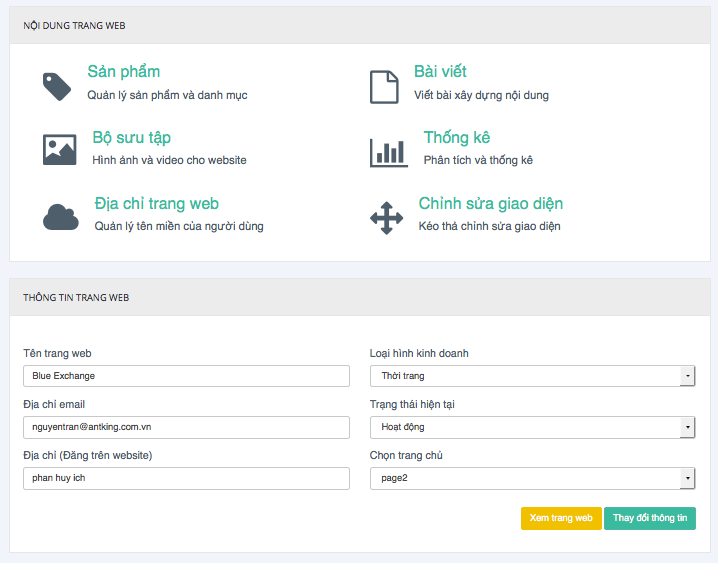 NỘI DUNG TRANG WEB
Sản phẩm
Quản lý sản phẩm và danh mục
Bài viết
Viết bài xây dựng nội dung
Bộ sưu tập
Hình ảnh và video cho website
Thống kê
Phân tích và thống kê
Địa chỉ trang web
Quản lý tên miền của người dùng
Chỉnh sửa giao diện
Kéo thả chỉnh sửa giao diện
THÔNG TIN TRANG WEB
Tên trang web
Blue Exchange
Loại hình kinh doanh
Thời trang
Địa chỉ email
nguyentran@antking.com.vn
Trạng thái hiện tại
Hoạt động
Địa chỉ (Đăng trên website)
phan huy ich
Chọn trang chủ
page2
Xem trang web
Thay đổi thông tin